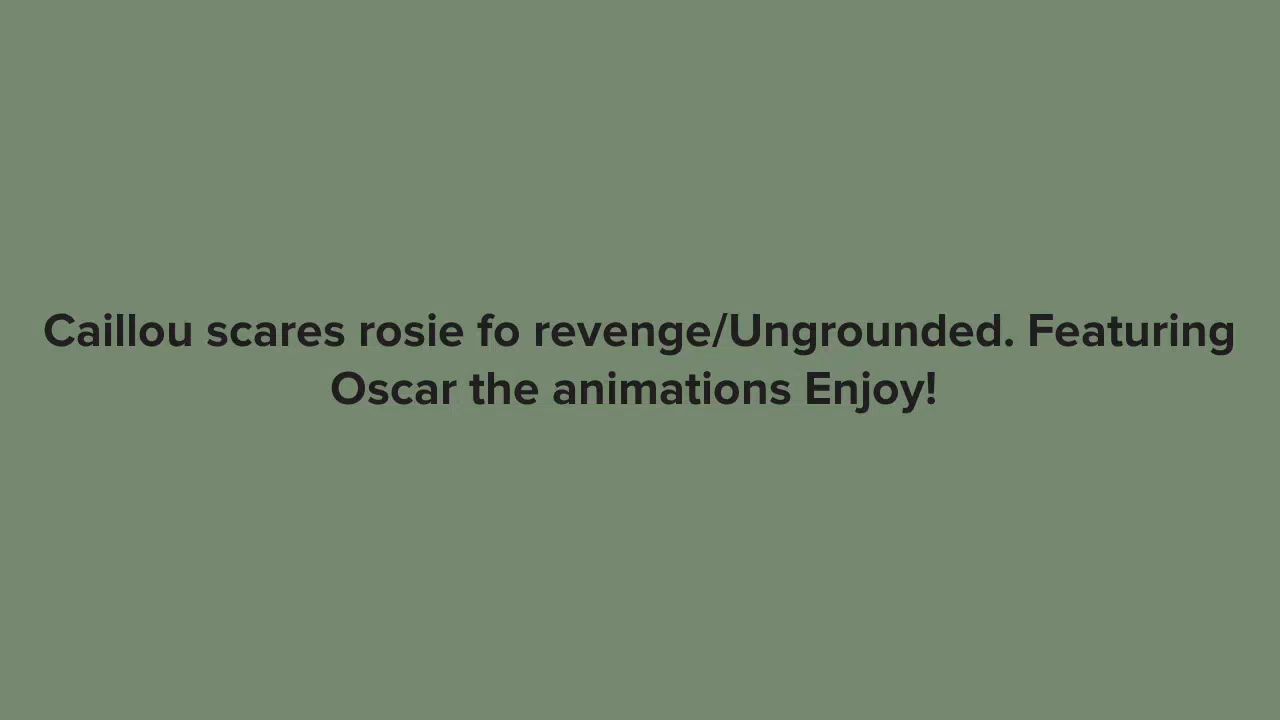 Caillou scares rosie fo revenge/Ungrounded. Featuring
Oscar the animations Enjoy!